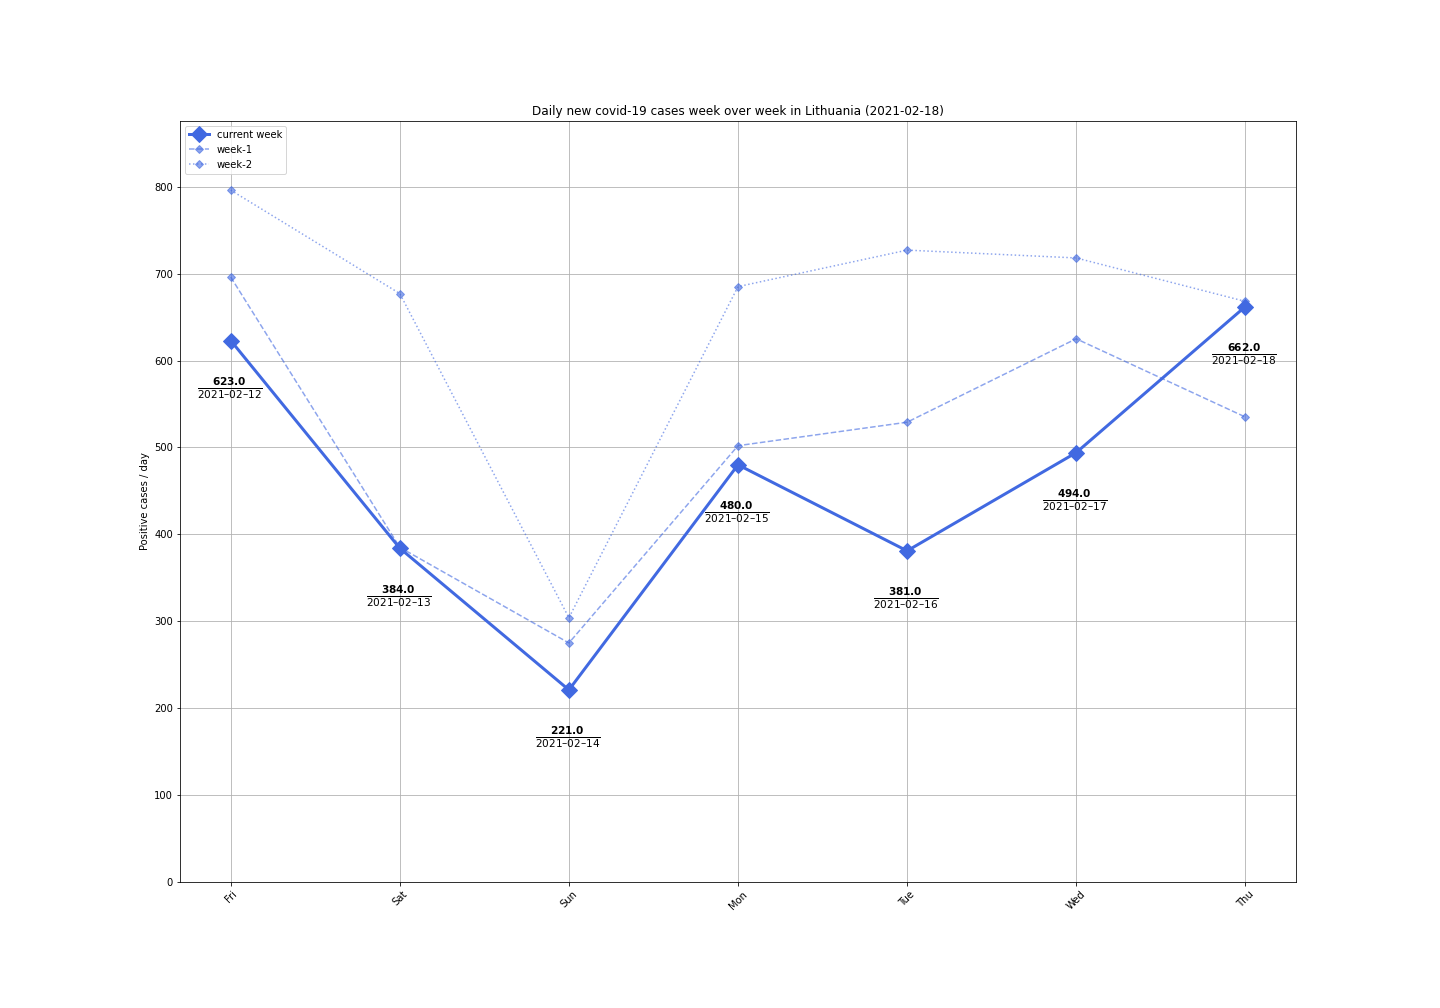 Daily new covid-19 cases week over week in Lithuania (2021-02-18)
current week
week-1
week-2
Positive cases / day
800
700
600
500
400
300
200
100
0
623.0
2021–02–12
384.0
2021–02–13
221.0
2021–02–14
480.0
2021–02–15
381.0
2021–02–16
494.0
2021–02–17
662.0
2021–02–18
Fri
Sat
Sun
Mon
Tue
Wed
Thu